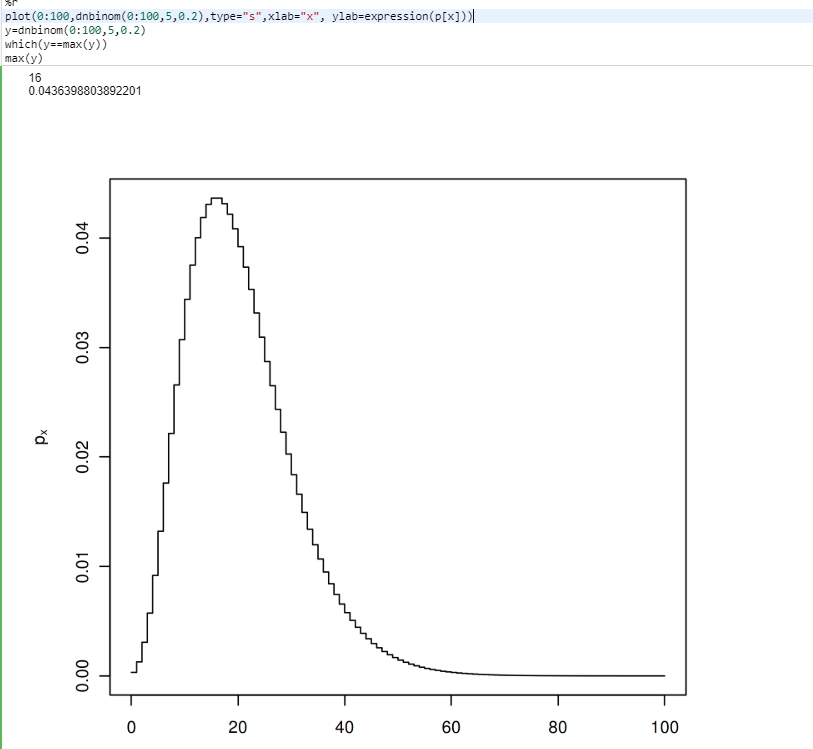 %r
plot(0:100,dnbinom(0:100,5,0.2),type="s",xlab="x", ylab=expression(p[x]))
y=dnbinom(0:100,5,0.2)
which(y==max(y))
max(y)
16
0.0436398803892201
0.04
0.03
0.02
0.01
0.00
px
0 20 40 60 80 100